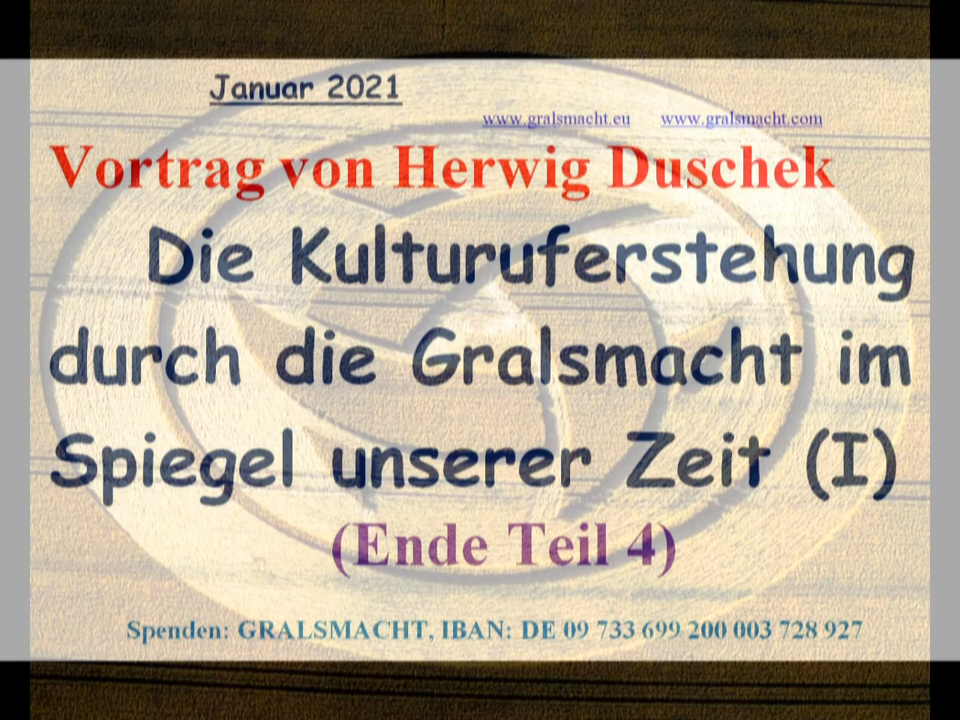 Januar 2021
www.gralsmacht.eu www.gralsmacht.com
Vortrag von Herwig Duschek
Die Kulturuferstehung
durch die Gralsmacht im
Spiegel unserer Zeit (I)
(Ende Teil 4)
Spenden: GRALSMACHT, IBAN: DE 09 733 699 200 003 728 927